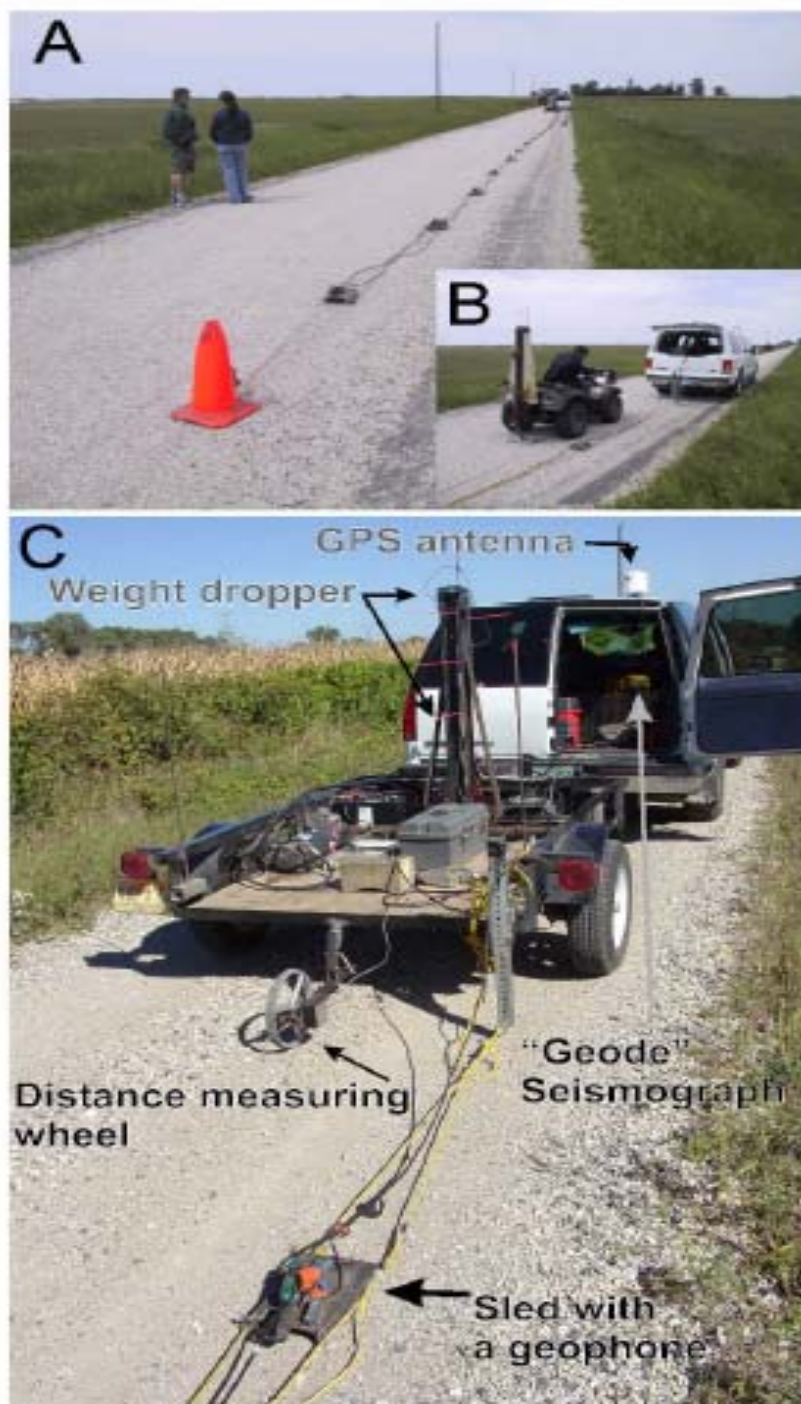 A
B
C
GPS antenna
Weight dropper
"Geode"
Seismograph
Distance measuring
wheel
Sled with
a geophone